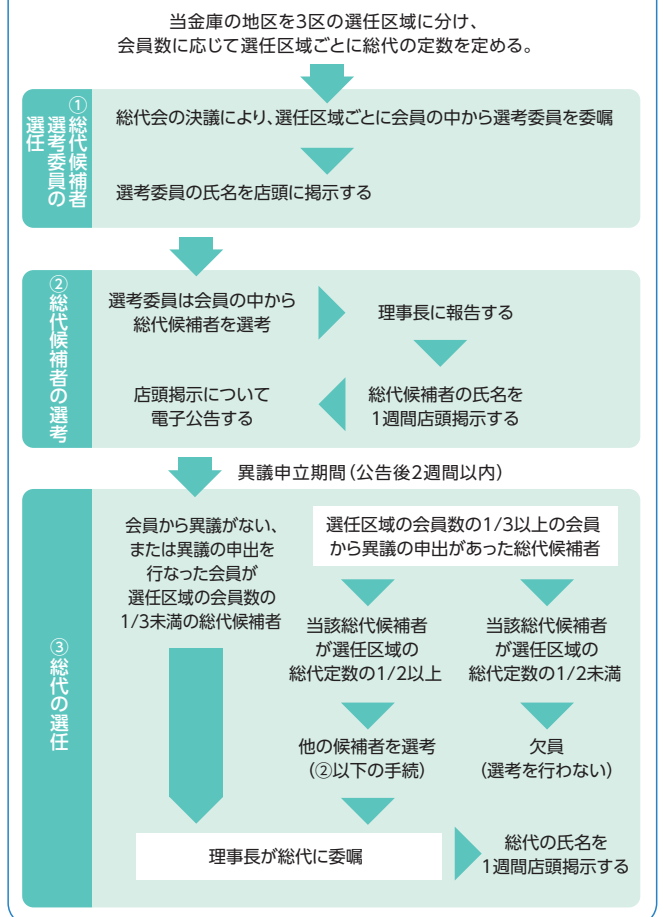 当金庫の地区を3区の選任区域に分け、
会員数に応じて選任区域ごとに総代の定数を定める。
①総代候補者
選考委員の
選任
総代会の決議により、選任区域ごとに会員の中から選考委員を委嘱
選考委員の氏名を店頭に掲示する
②総代候補者の選考
選考委員は会員の中から
総代候補者を選考
理事長に報告する
総代候補者の氏名を
1週間店頭掲示する
店頭掲示について
電子公告する
異議申立期間（公告後2週間以内）
③総代の選任
会員から異議がない、
または異議の申出を
行なった会員が
選任区域の会員数の
1/3未満の総代候補者
選任区域の会員数の1/3以上の会員
から異議の申出があった総代候補者
当該総代候補者
が選任区域の
総代定数の1/2以上
当該総代候補者
が選任区域の
総代定数の1/2未満
他の候補者を選考
（②以下の手続）
欠員
（選考を行わない）
理事長が総代に委嘱
総代の氏名を
1週間店頭掲示する